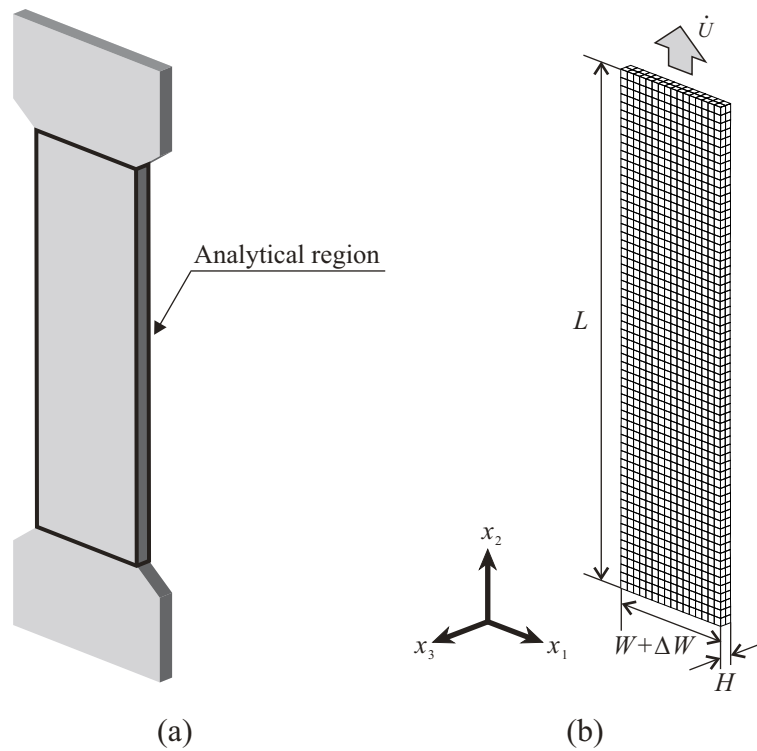 U̇
Analytical region
L
x₂
x₃
x₁
W+ΔW
H
(a)
(b)